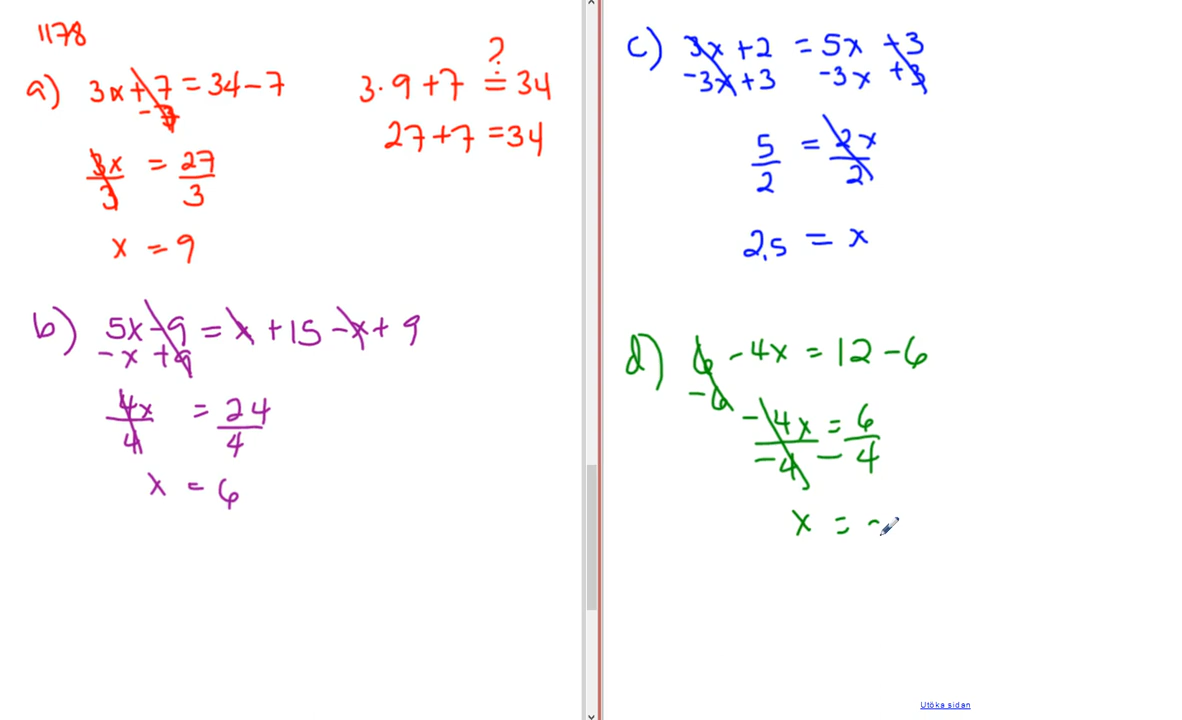 1178
a) 3x + 7 = 34 - 7
- 7
3x/3 = 27/3
x = 9
3·9 + 7 ?= 34
27 + 7 = 34
b) 5x - 9 = x + 15 - x + 9
- x + 9
4x/4 = 24/4
x = 6
c) 3x + 2 = 5x + 3
-3x + 3 -3x + 3
5/2 = 2x/2
2,5 = x
d) 6 - 4x = 12 - 6
- 6
-4x/-4 = 6/-4
x = -
Utöka sidan